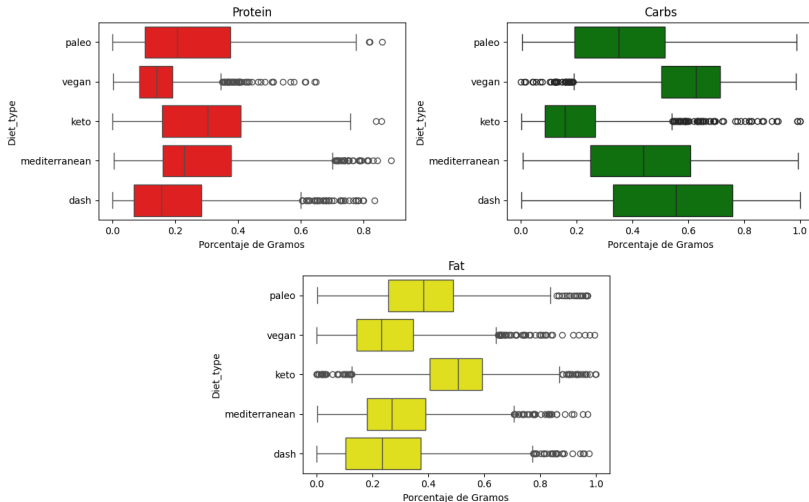 Protein
Diet_type
paleo
vegan
keto
mediterranean
dash
0.0 0.2 0.4 0.6 0.8
Porcentaje de Gramos
Carbs
Diet_type
paleo
vegan
keto
mediterranean
dash
0.0 0.2 0.4 0.6 0.8 1.0
Porcentaje de Gramos
Fat
Diet_type
paleo
vegan
keto
mediterranean
dash
0.0 0.2 0.4 0.6 0.8 1.0
Porcentaje de Gramos